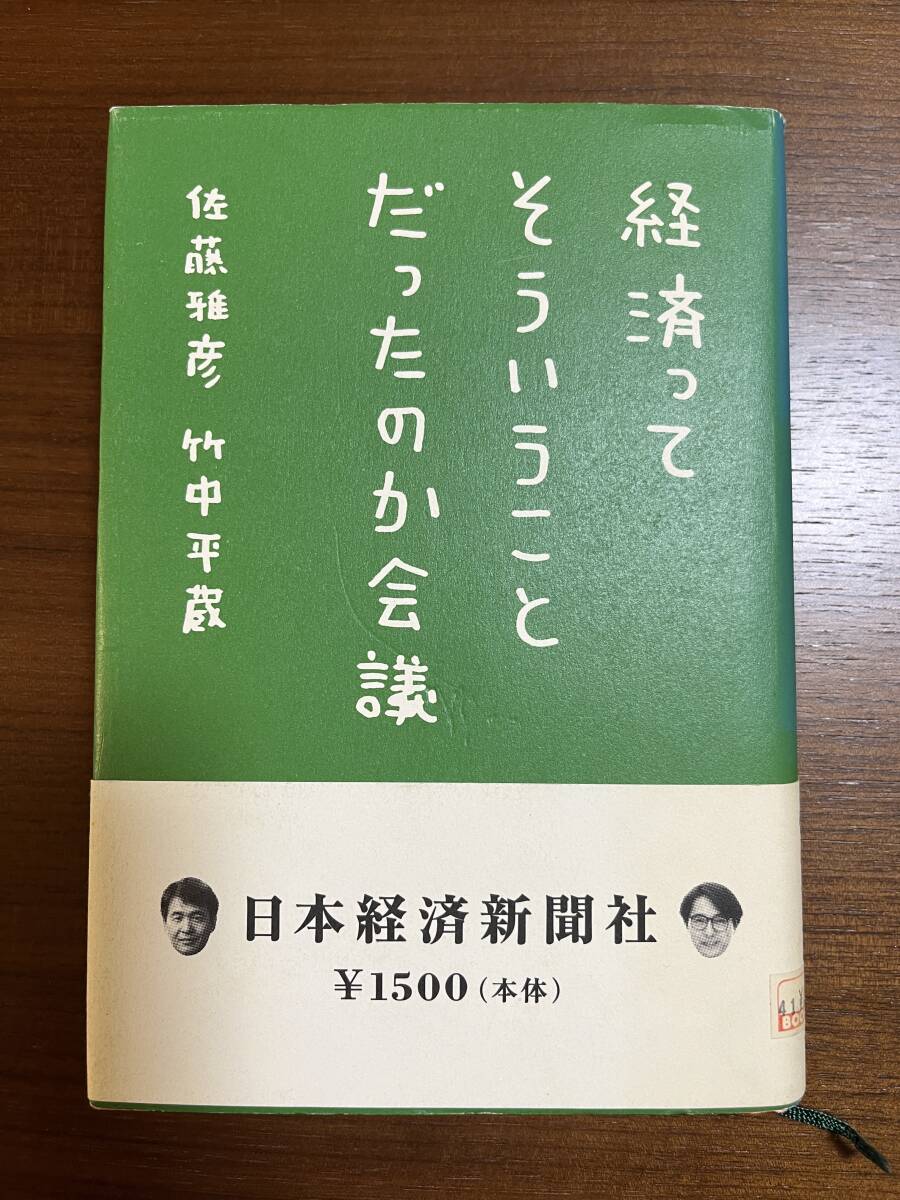 経済って
そういうこと
だったのか会議
佐藤雅彦 竹中平蔵
日本経済新聞社
¥1500(本体)